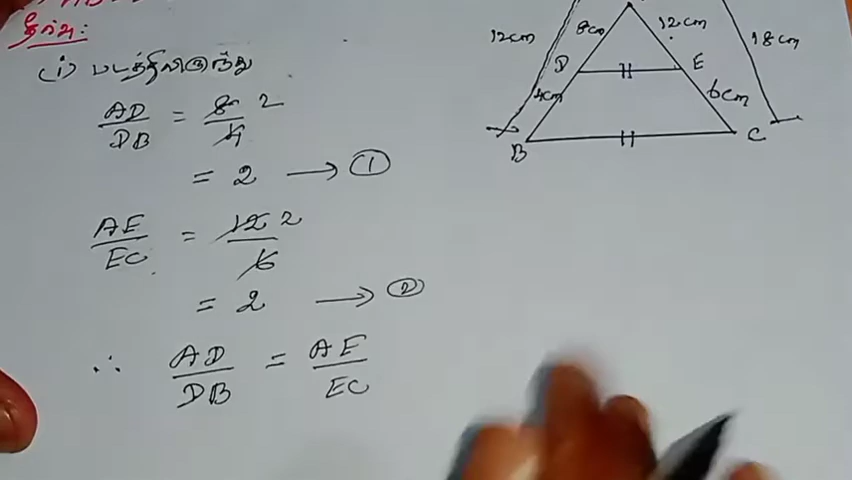 தீர்வு:
(i) படத்திலிருந்து
AD/DB = 8/4 2
= 2 → ①
AE/EC = 12/6 2
= 2 → ②
∴ AD/DB = AE/EC
12cm
8cm
12cm
18cm
D
E
4cm
6cm
B
C